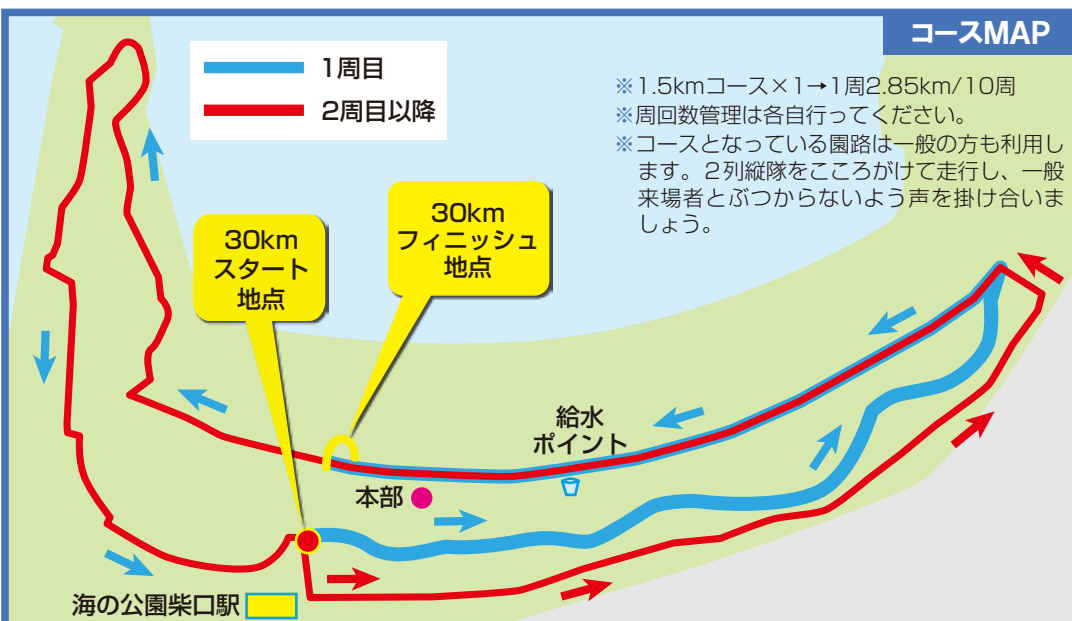 コースMAP
1周目
2周目以降
※1.5kmコース×1→1周2.85km/10周
※周回数管理は各自行ってください。
※コースとなっている園路は一般の方も利用し
ます。2列縦隊をこころがけて走行し、一般
来場者とぶつからないよう声を掛け合いま
しょう。
30km
スタート
地点
30km
フィニッシュ
地点
給水
ポイント
本部
海の公園柴口駅